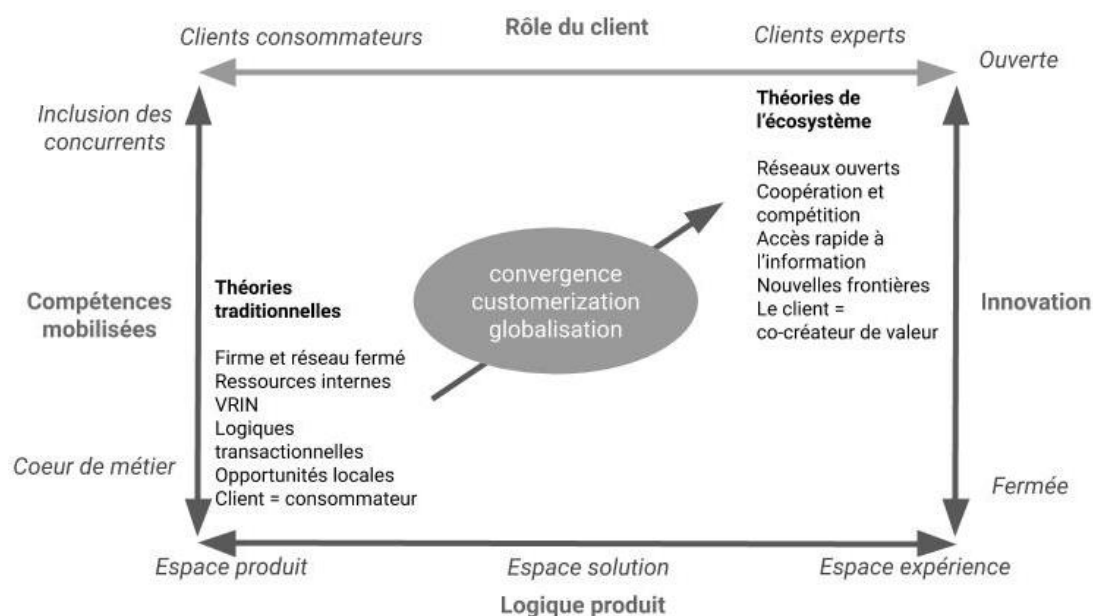 Rôle du client
Clients consommateurs
Clients experts
Ouverte
Inclusion des
concurrents
Théories de
l'écosystème
Réseaux ouverts
Coopération et
compétition
Accès rapide à
l'information
Nouvelles frontières
Le client =
co-créateur de valeur
convergence
customerization
globalisation
Compétences
mobilisées
Théories
traditionnelles
Firme et réseau fermé
Ressources internes
VRIN
Logiques
transactionnelles
Opportunités locales
Client = consommateur
Innovation
Coeur de métier
Fermée
Espace produit
Espace solution
Espace expérience
Logique produit